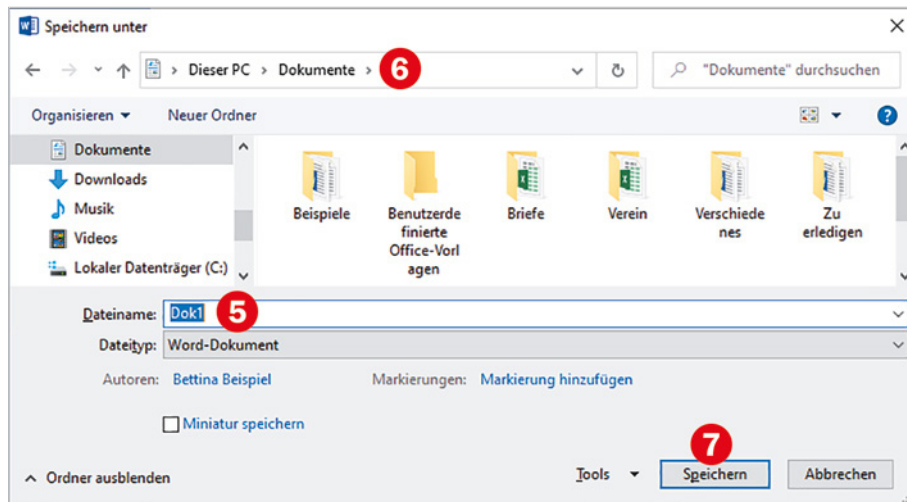 Speichern unter
Dieser PC > Dokumente > 6
"Dokumente" durchsuchen
Organisieren
Neuer Ordner
?
Dokumente
Downloads
Musik
Videos
Lokaler Datenträger (C:)
Beispiele
Benutzerde
finierte
Office-Vorl
agen
Briefe
Verein
Verschiede
nes
Zu
erledigen
Dateiname: Dok1 5
Dateityp: Word-Dokument
Autoren: Bettina Beispiel Markierungen: Markierung hinzufügen
Miniatur speichern
7
Ordner ausblenden
Tools
Speichern
Abbrechen